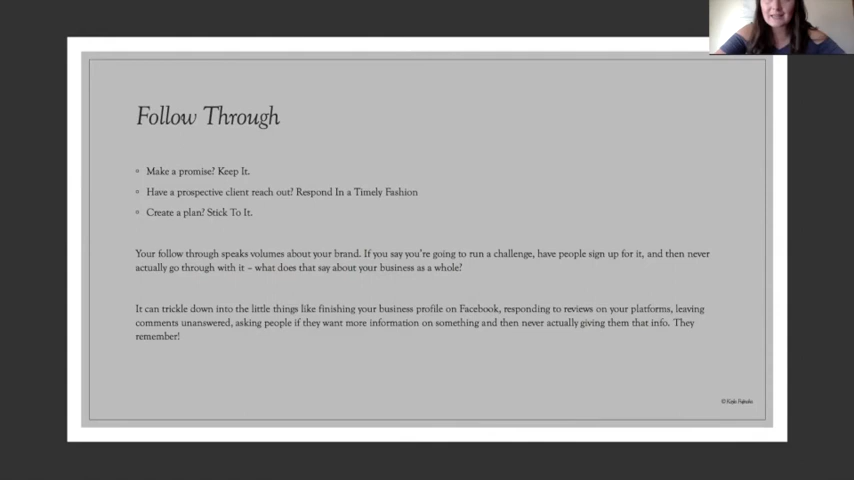 Follow Through
Make a promise? Keep It.
Have a prospective client reach out? Respond In a Timely Fashion
Create a plan? Stick To It.
Your follow through speaks volumes about your brand. If you say you're going to run a challenge, have people sign up for it, and then never
actually go through with it – what does that say about your business as a whole?
It can trickle down into the little things like finishing your business profile on Facebook, responding to reviews on your platforms, leaving
comments unanswered, asking people if they want more information on something and then never actually giving them that info. They
remember!
©